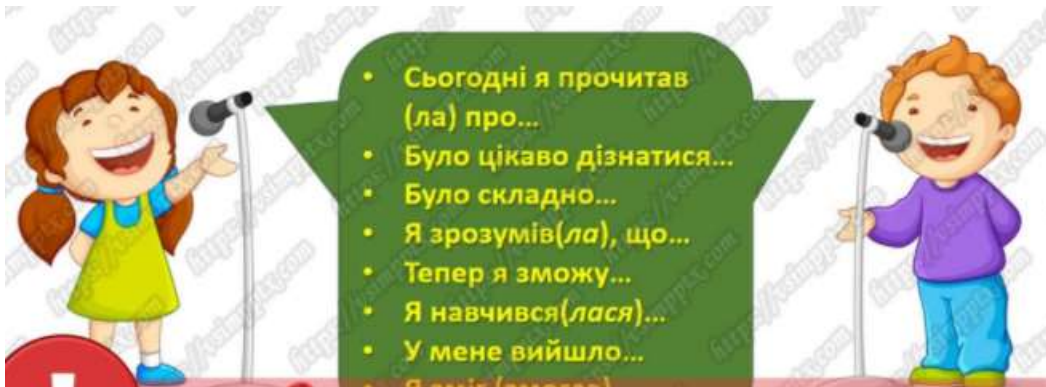 • Сьогодні я прочитав
(ла) про...
• Було цікаво дізнатися...
• Було складно...
• Я зрозумів(ла), що...
• Тепер я зможу...
• Я навчився(лася)...
• У мене вийшло...